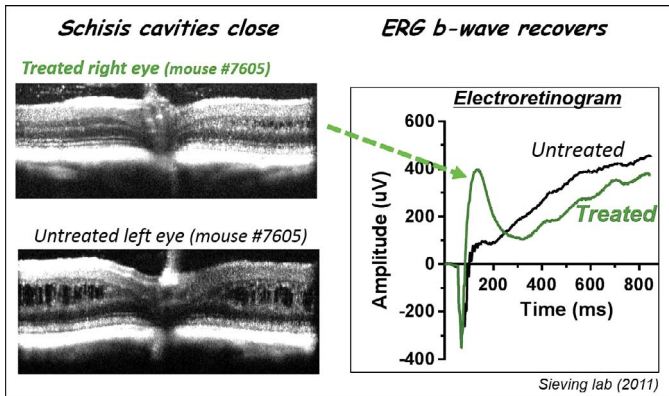 Schisis cavities close
ERG b-wave recovers
Treated right eye (mouse #7605)
Untreated left eye (mouse #7605)
Electroretinogram
Untreated
Treated
Amplitude (uV)
600
400
200
0
-200
-400
200 400 600 800
Time (ms)
Sieving lab (2011)